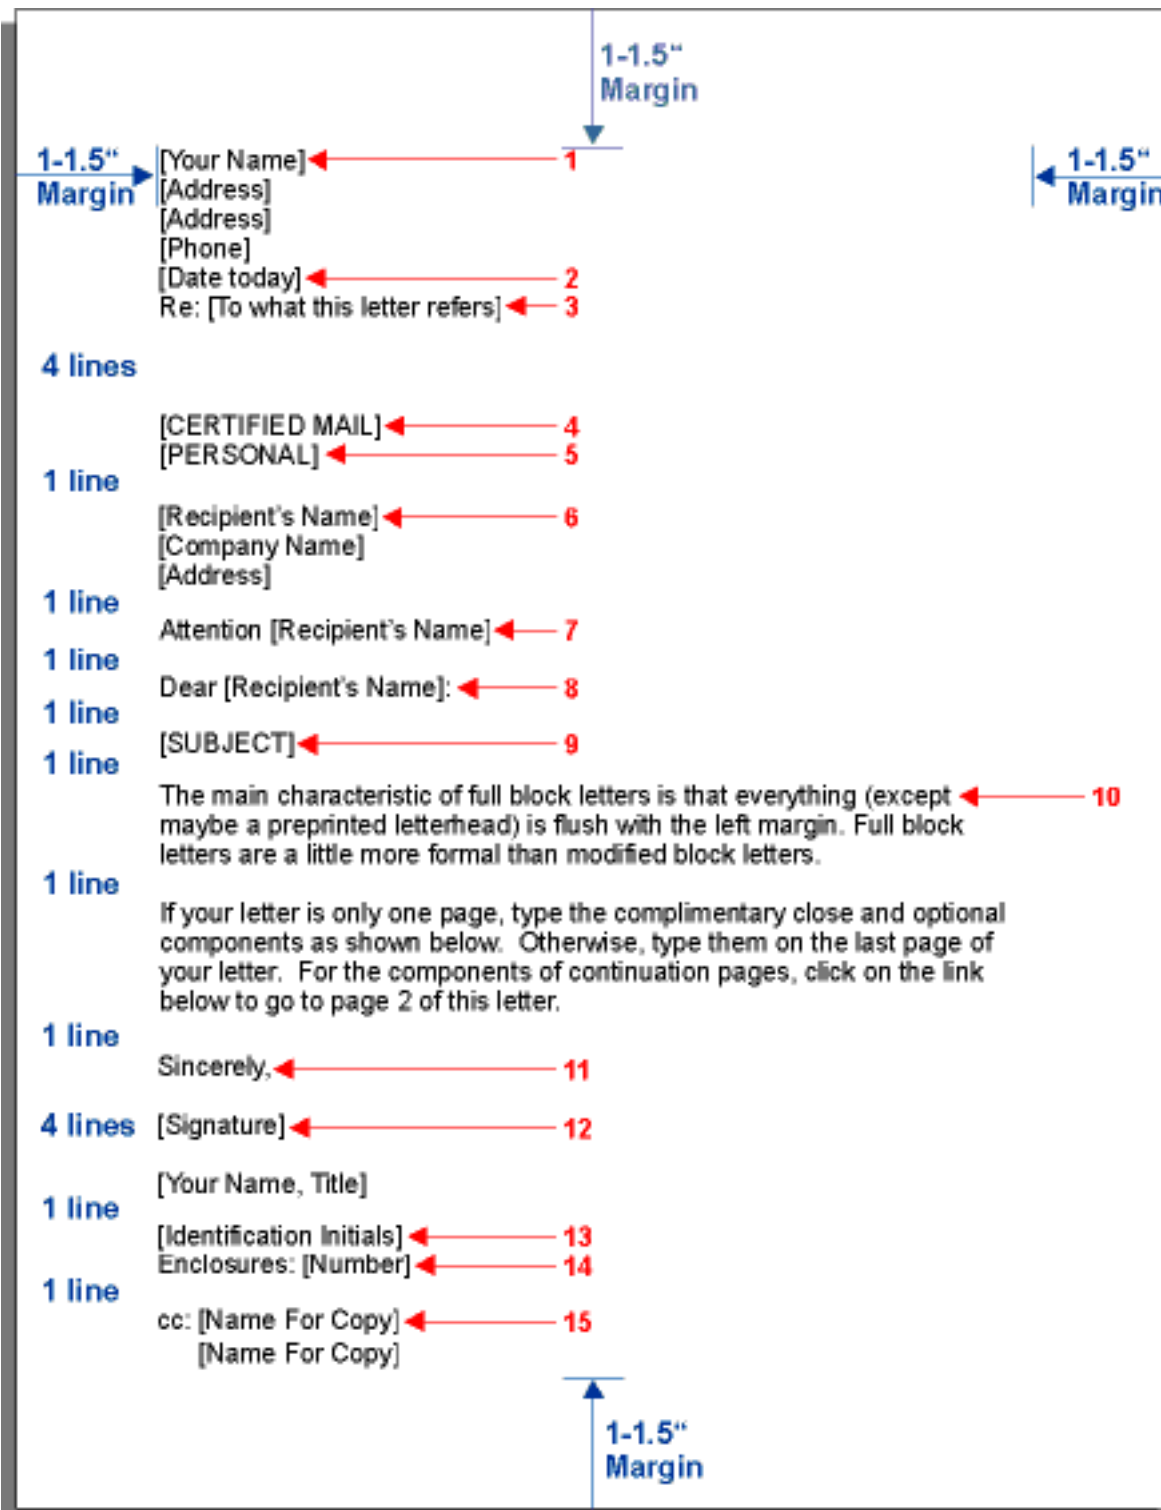 1-1.5“
Margin
1-1.5“
Margin
[Your Name] 1
1-1.5“
Margin
[Address]
[Address]
[Phone]
[Date today] 2
Re: [To what this letter refers] 3
4 lines
[CERTIFIED MAIL] 4
[PERSONAL] 5
1 line
[Recipient's Name] 6
[Company Name]
[Address]
1 line
Attention [Recipient's Name] 7
1 line
Dear [Recipient's Name]: 8
1 line
[SUBJECT] 9
1 line
The main characteristic of full block letters is that everything (except 10
maybe a preprinted letterhead) is flush with the left margin. Full block
letters are a little more formal than modified block letters.
1 line
If your letter is only one page, type the complimentary close and optional
components as shown below.  Otherwise, type them on the last page of
your letter.  For the components of continuation pages, click on the link
below to go to page 2 of this letter.
1 line
Sincerely, 11
4 lines [Signature] 12
[Your Name, Title]
1 line
[Identification Initials] 13
Enclosures: [Number] 14
1 line
cc: [Name For Copy] 15
[Name For Copy]
1-1.5“
Margin